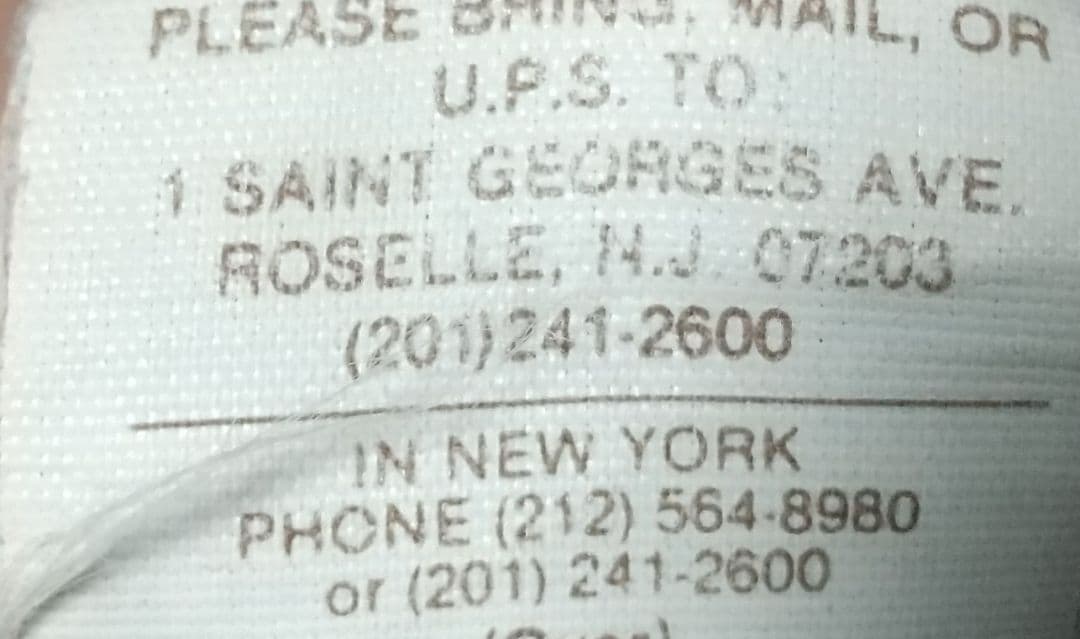 PLEASE BRING, MAIL, OR
U.P.S. TO:
1 SAINT GEORGES AVE.
ROSELLE, N.J. 07203
(201) 241-2600
IN NEW YORK
PHONE (212) 564-8980
or (201) 241-2600